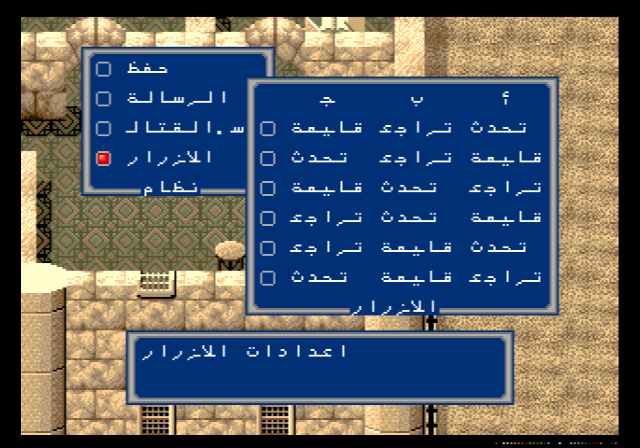 حفظ
الرسالة
س.القتال
الازرار
نظام
أ ب ج
تحدث تراجع قايمة
قايمة تراجع تحدث
تراجع تحدث قايمة
قايمة تحدث تراجع
تحدث قايمة تراجع
تراجع قايمة تحدث
الازرار
اعدادات الازرار